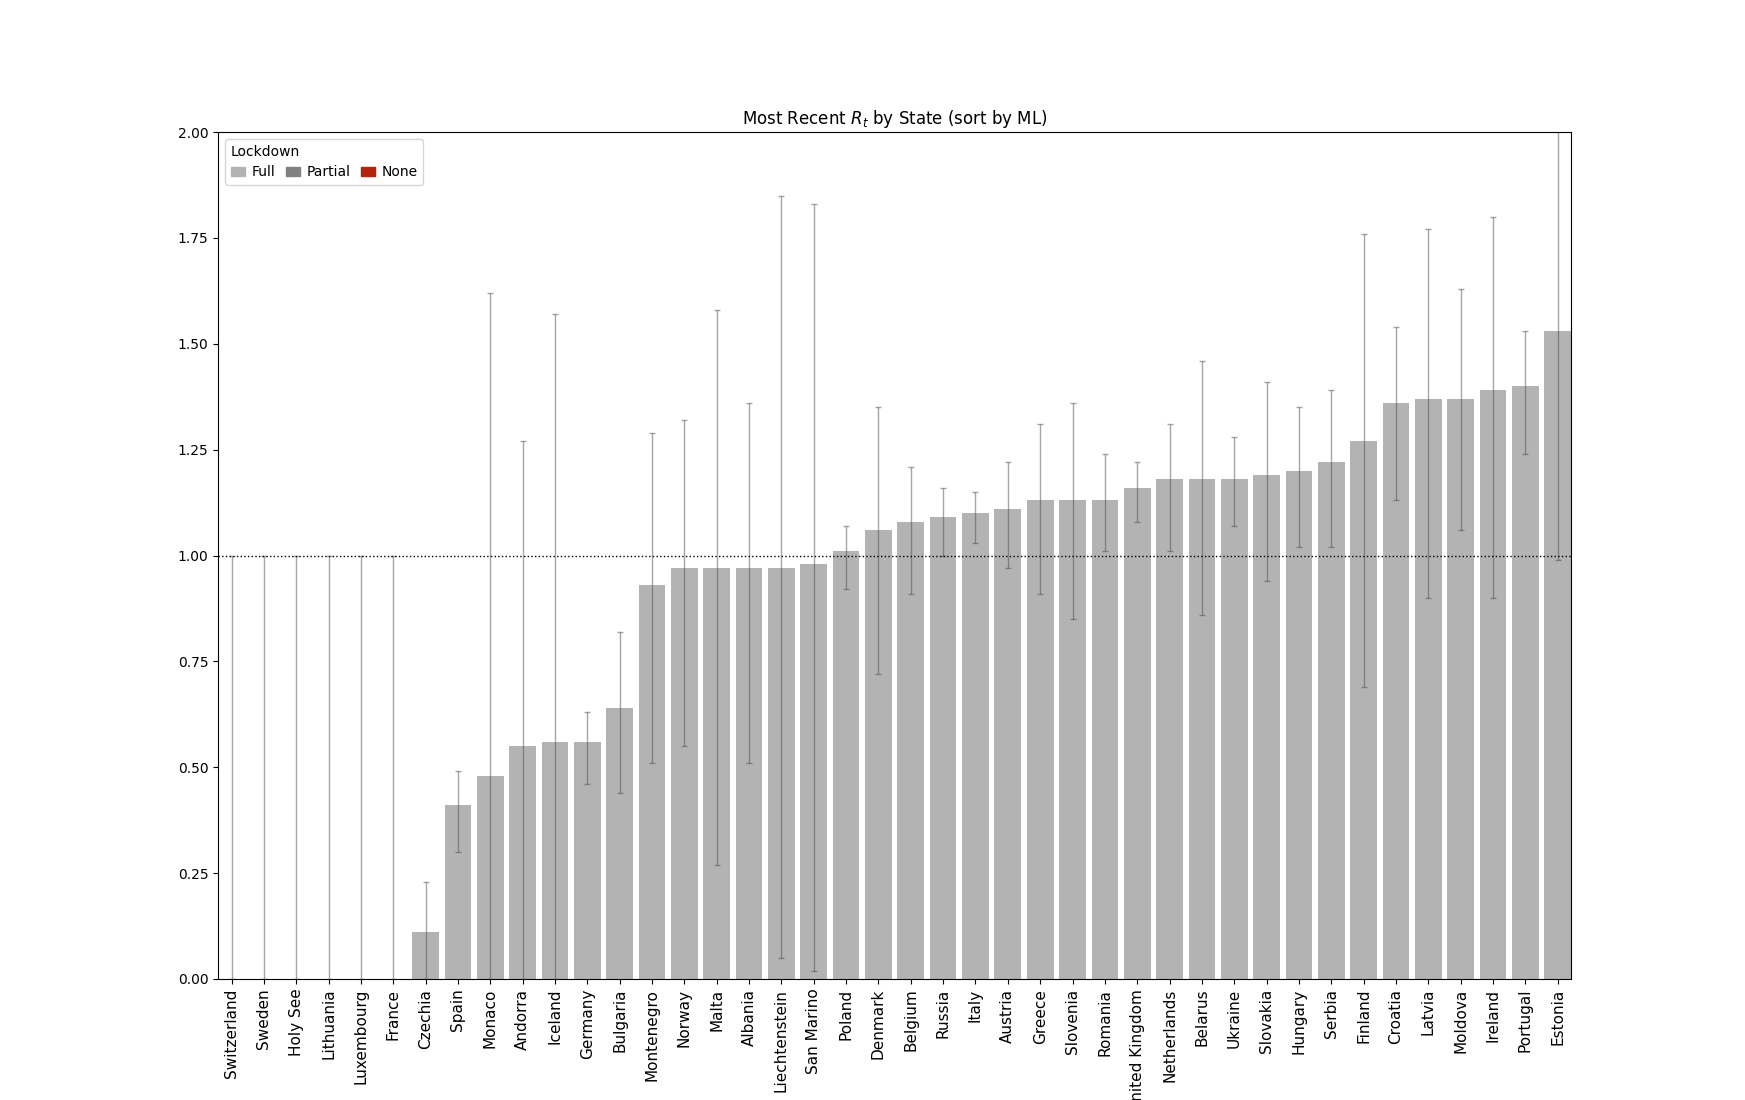 Most Recent R_t by State (sort by ML)
2.00
Lockdown
Full Partial None
1.75
1.50
1.25
1.00
0.75
0.50
0.25
0.00
Switzerland
Sweden
Holy See
Lithuania
Luxembourg
France
Czechia
Spain
Monaco
Andorra
Iceland
Germany
Bulgaria
Montenegro
Norway
Malta
Albania
Liechtenstein
San Marino
Poland
Denmark
Belgium
Russia
Italy
Austria
Greece
Slovenia
Romania
nited Kingdom
Netherlands
Belarus
Ukraine
Slovakia
Hungary
Serbia
Finland
Croatia
Latvia
Moldova
Ireland
Portugal
Estonia